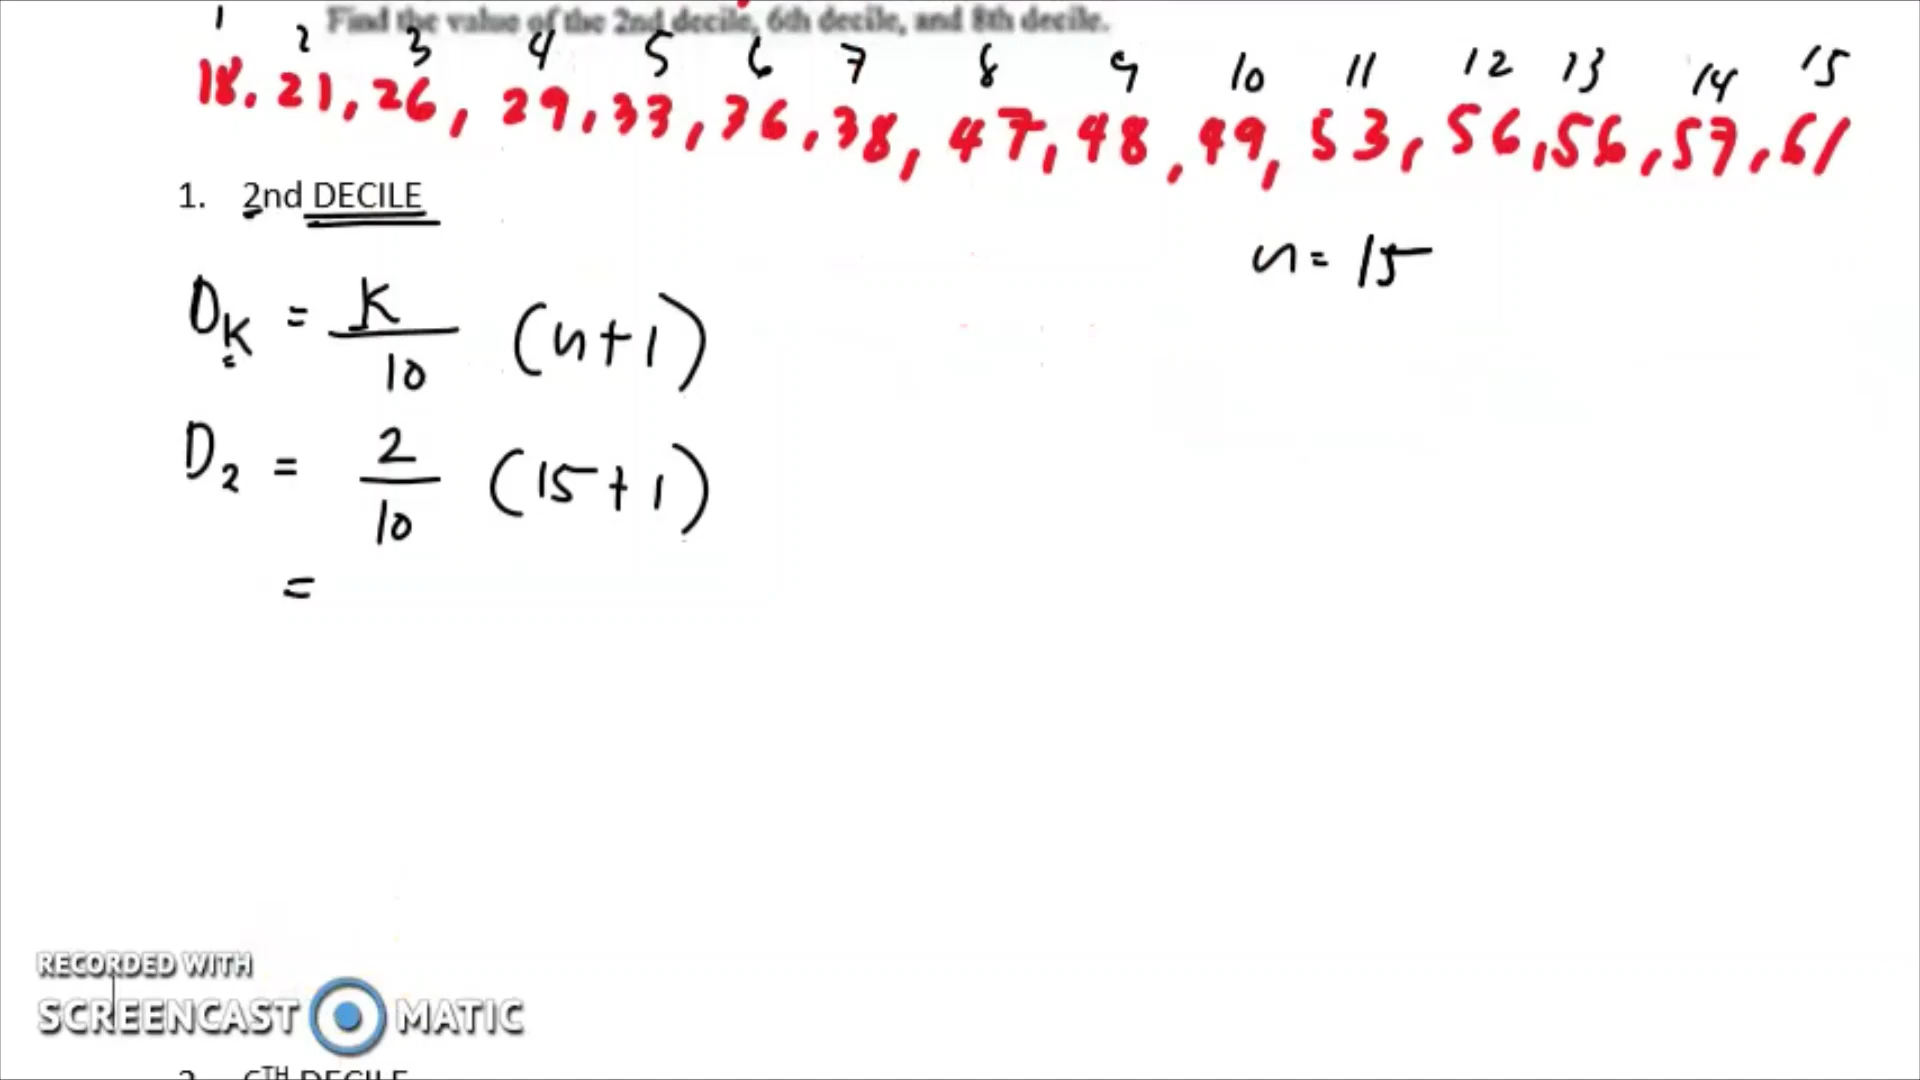 Find the value of the 2nd decile, 6th decile, and 8th decile.
1 2 3 4 5 6 7 8 9 10 11 12 13 14 15
18. 21, 26, 29, 33, 36, 38, 47, 48, 49, 53, 56, 56, 57, 61
1. 2nd DECILE
n = 15
DK = K/10 (n+1)
D2 = 2/10 (15+1)
=
RECORDED WITH
SCREENCAST MATIC
6TH DECILE